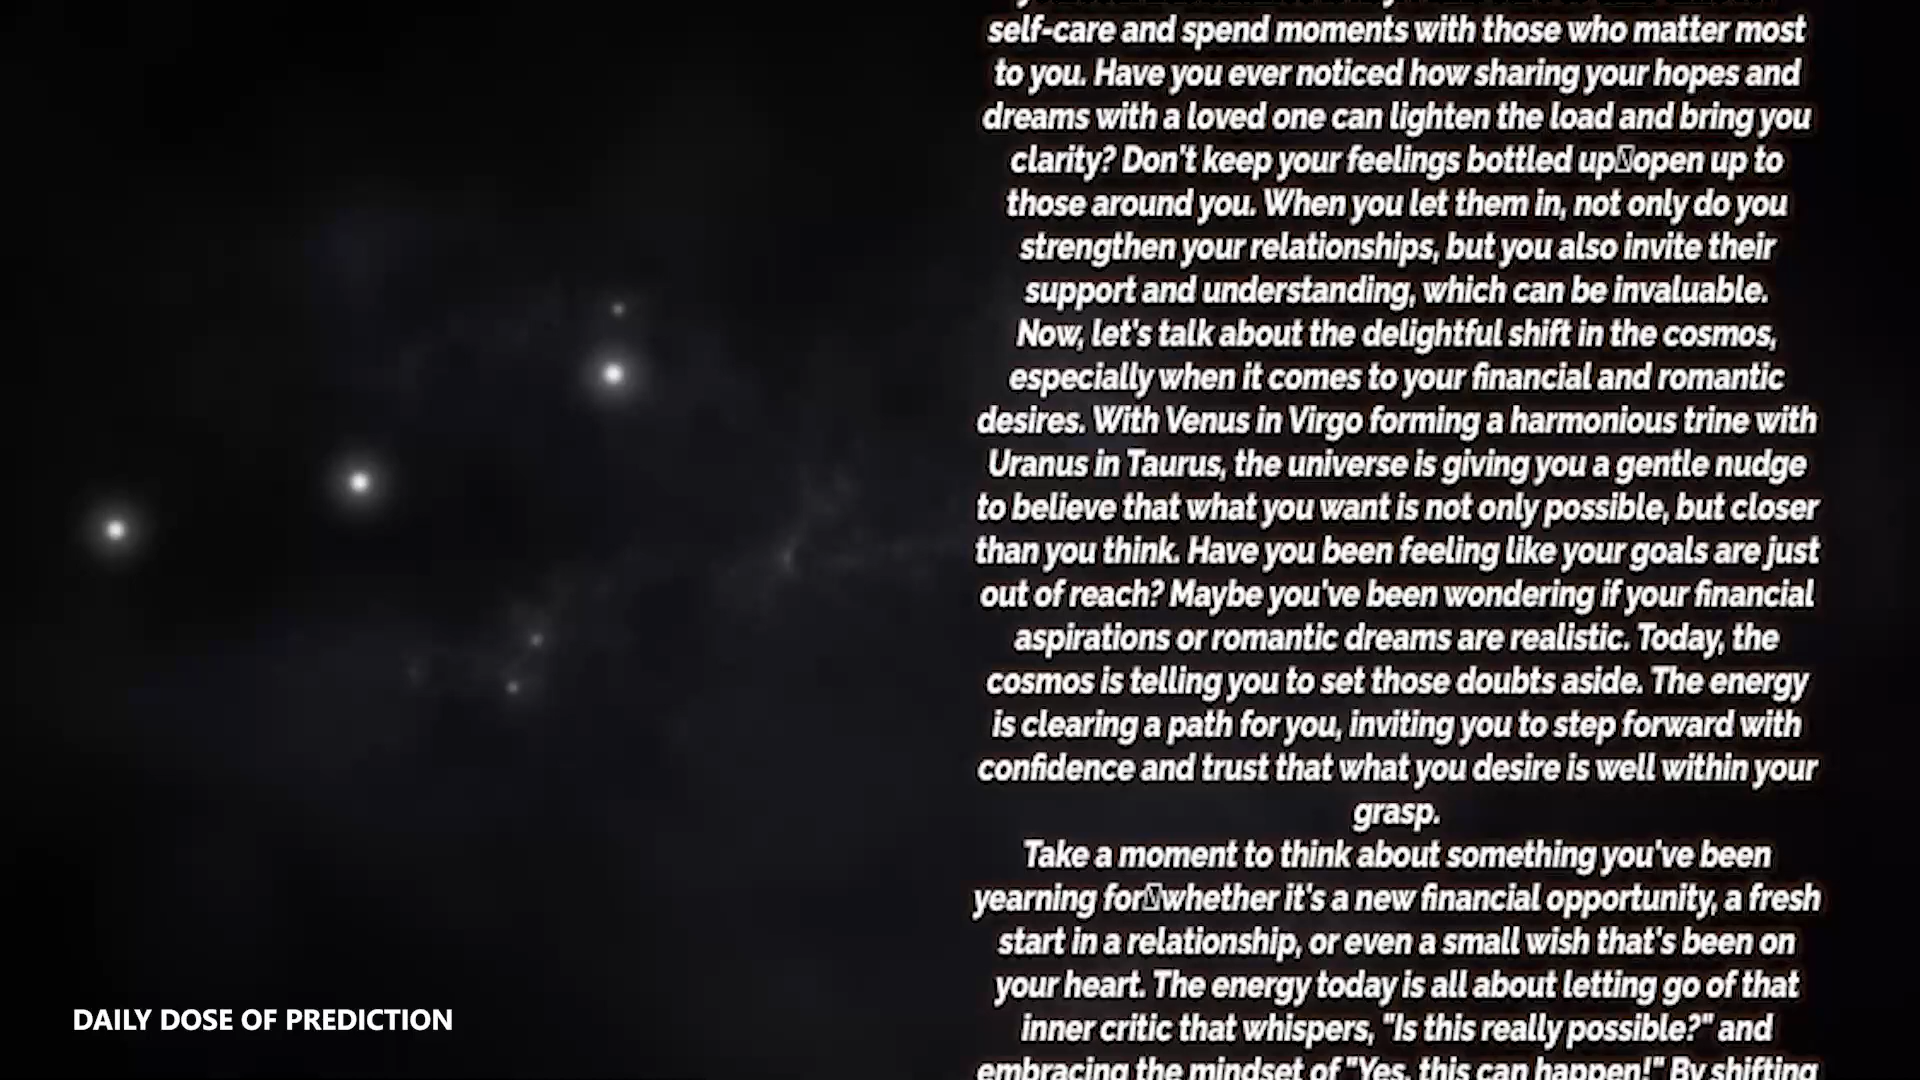 self-care and spend moments with those who matter most
to you. Have you ever noticed how sharing your hopes and
dreams with a loved one can lighten the load and bring you
clarity? Don't keep your feelings bottled up▯open up to
those around you. When you let them in, not only do you
strengthen your relationships, but you also invite their
support and understanding, which can be invaluable.
Now, let's talk about the delightful shift in the cosmos,
especially when it comes to your financial and romantic
desires. With Venus in Virgo forming a harmonious trine with
Uranus in Taurus, the universe is giving you a gentle nudge
to believe that what you want is not only possible, but closer
than you think. Have you been feeling like your goals are just
out of reach? Maybe you've been wondering if your financial
aspirations or romantic dreams are realistic. Today, the
cosmos is telling you to set those doubts aside. The energy
is clearing a path for you, inviting you to step forward with
confidence and trust that what you desire is well within your
grasp.
Take a moment to think about something you've been
yearning for▯whether it's a new financial opportunity, a fresh
start in a relationship, or even a small wish that's been on
your heart. The energy today is all about letting go of that
inner critic that whispers, "Is this really possible?" and
embracing the mindset of "Yes, this can happen!" By shifting
DAILY DOSE OF PREDICTION